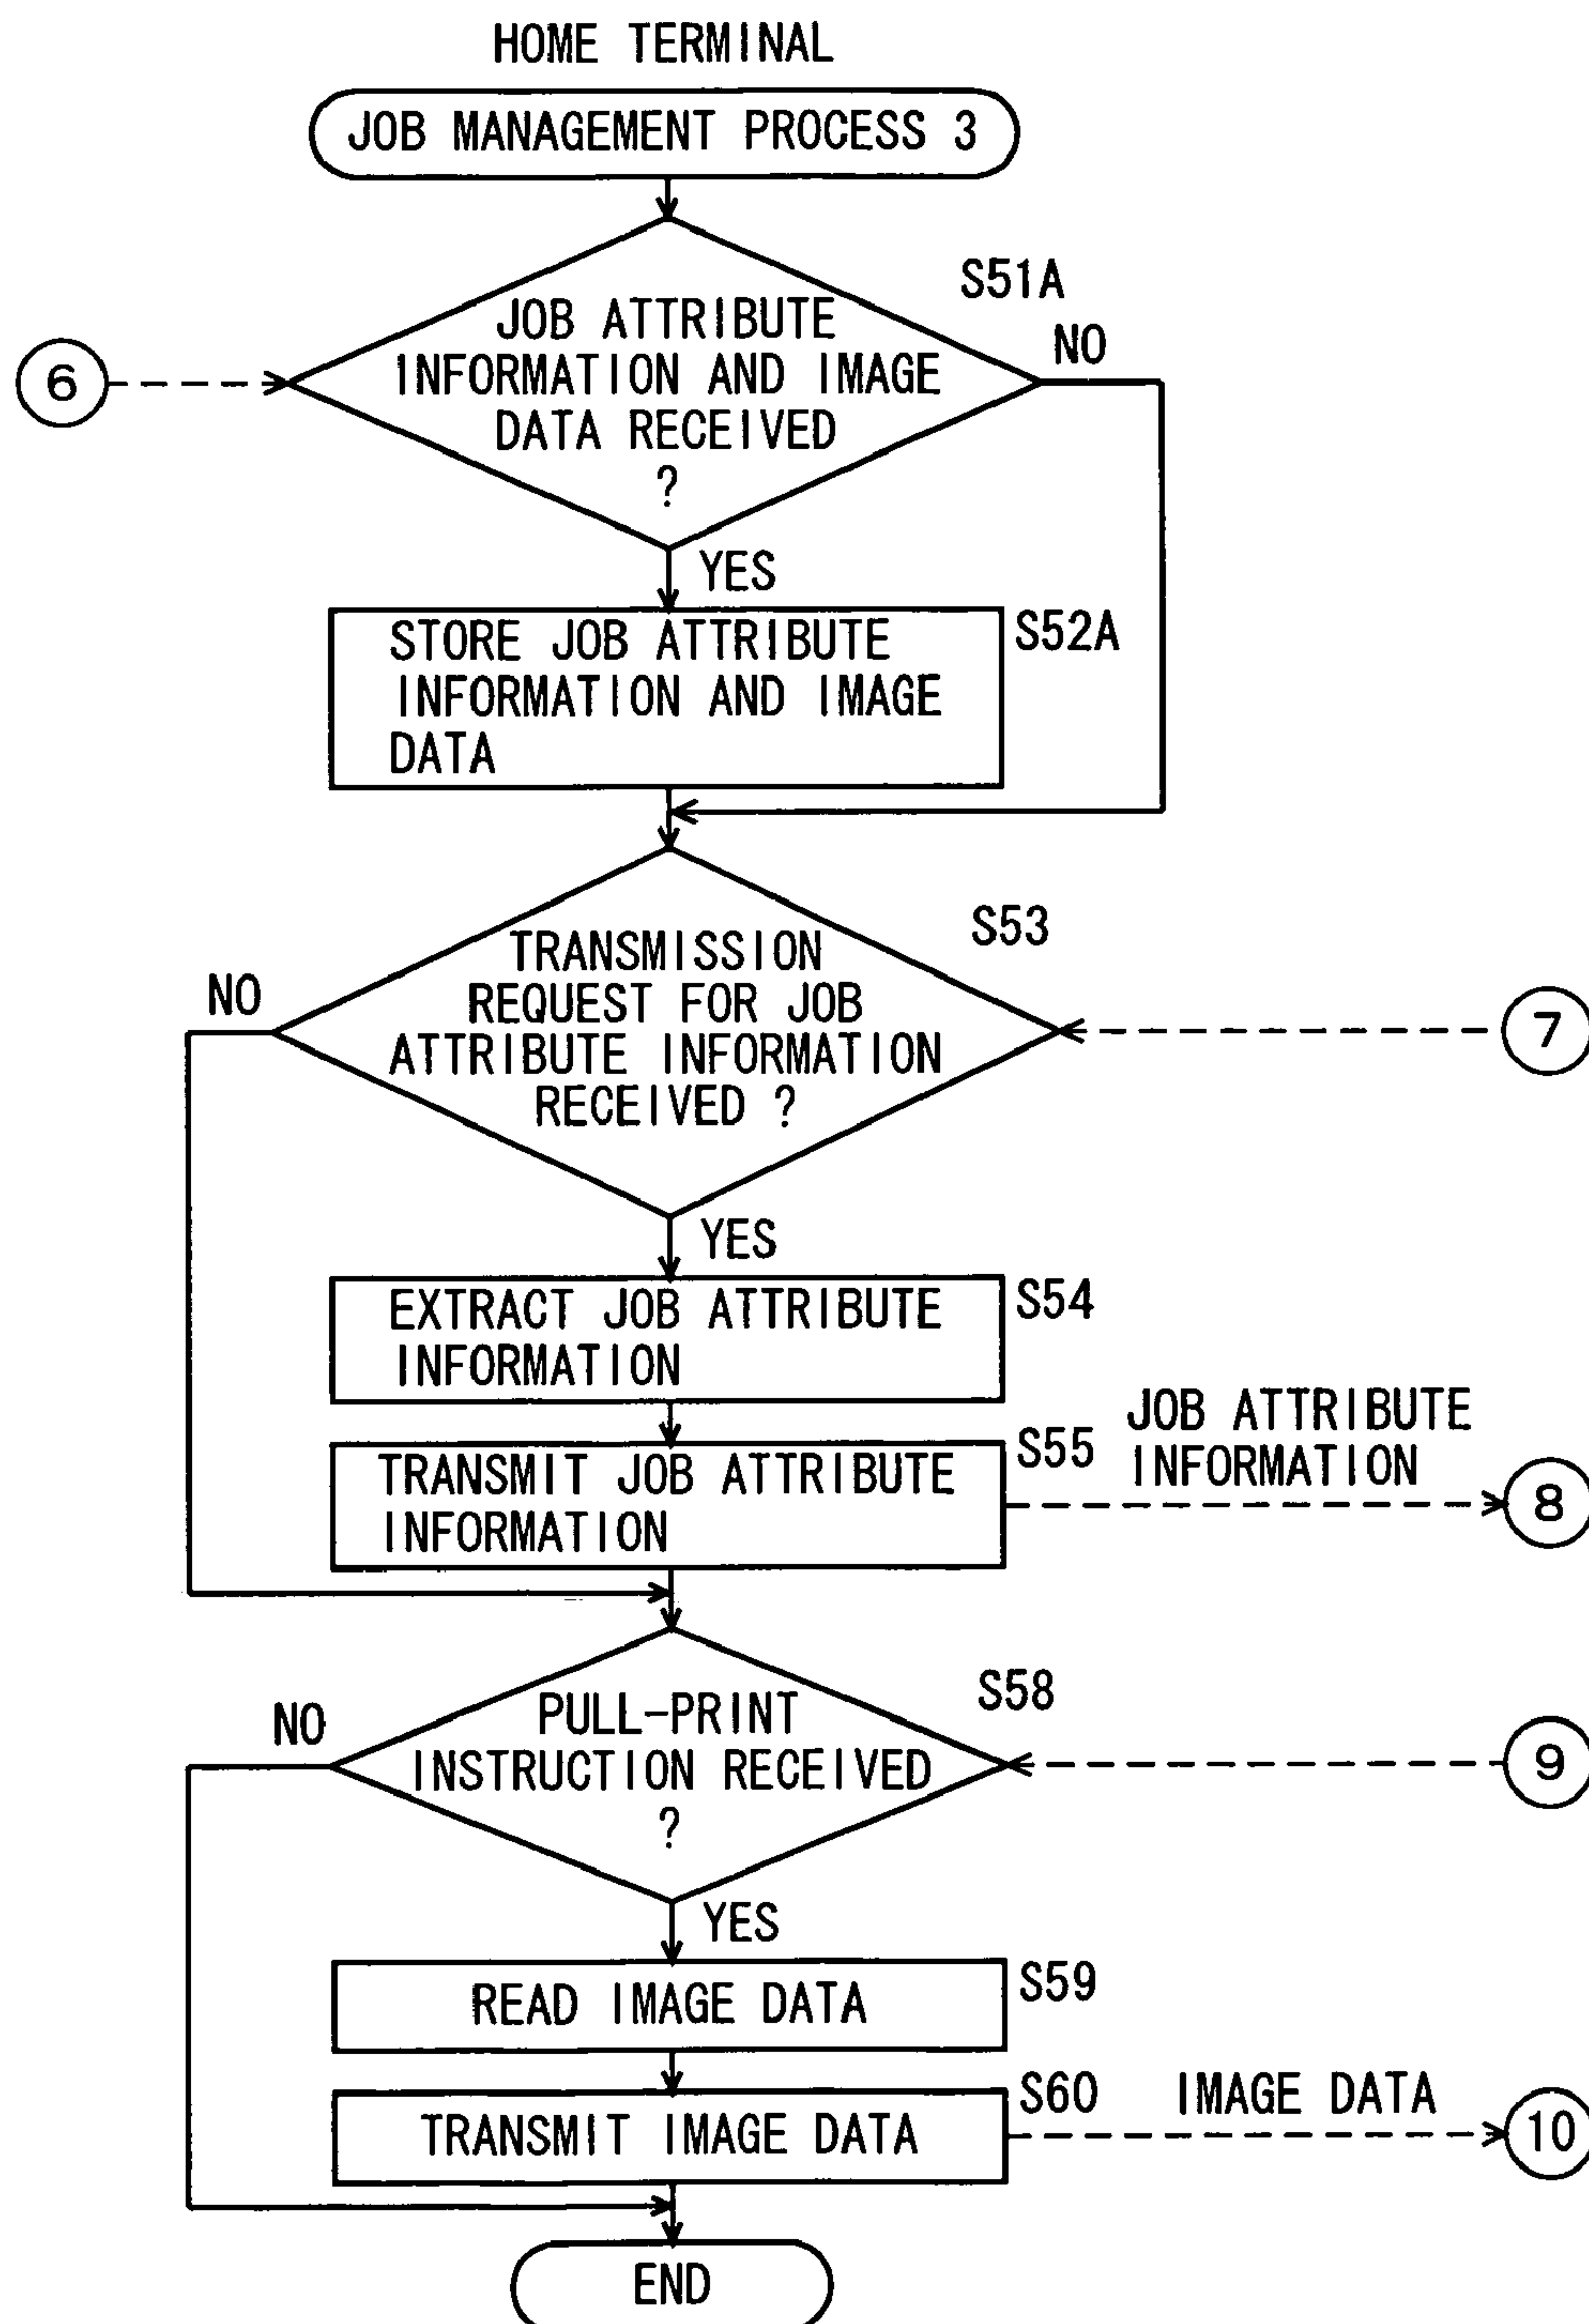 HOME TERMINAL
JOB MANAGEMENT PROCESS 3
S51A
JOB ATTRIBUTE
INFORMATION AND IMAGE
DATA RECEIVED
?
NO
6
YES
STORE JOB ATTRIBUTE
INFORMATION AND IMAGE
DATA
S52A
S53
TRANSMISSION
REQUEST FOR JOB
ATTRIBUTE INFORMATION
RECEIVED ?
NO
7
YES
EXTRACT JOB ATTRIBUTE
INFORMATION
S54
TRANSMIT JOB ATTRIBUTE
INFORMATION
S55
JOB ATTRIBUTE
INFORMATION
8
S58
PULL-PRINT
INSTRUCTION RECEIVED
?
NO
9
YES
READ IMAGE DATA
S59
TRANSMIT IMAGE DATA
S60
IMAGE DATA
10
END